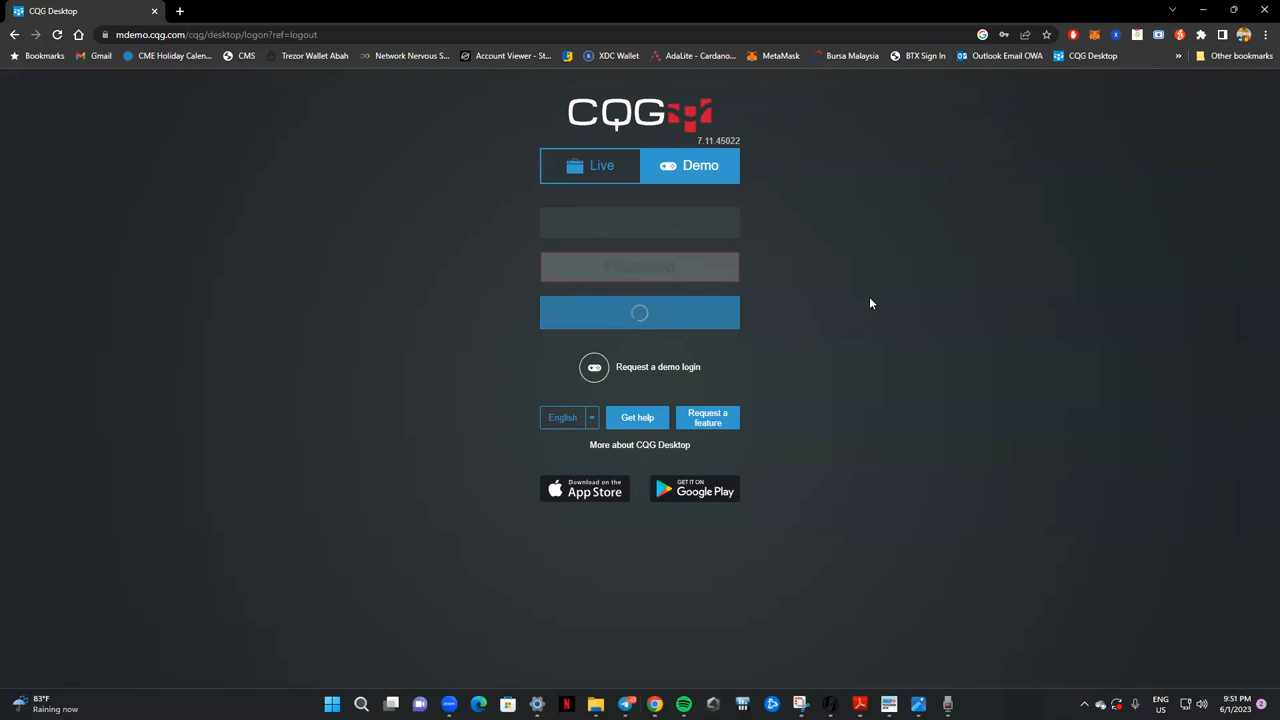 CQG Desktop
mdemo.cqg.com/cqg/desktop/logon?ref=logout
Bookmarks
Gmail
CME Holiday Calen...
CMS
Trezor Wallet Abah
Network Nervous S...
Account Viewer - St...
XDC Wallet
AdaLite - Cardano...
MetaMask
Bursa Malaysia
BTX Sign In
Outlook Email OWA
CQG Desktop
»
Other bookmarks
CQG
7.11.45022
Live
Demo
Request a demo login
English
Get help
Request a
feature
More about CQG Desktop
Download on the
App Store
GET IT ON
Google Play
83°F
Raining now
zoom
ENG
US
9:51 PM
6/1/2023
2